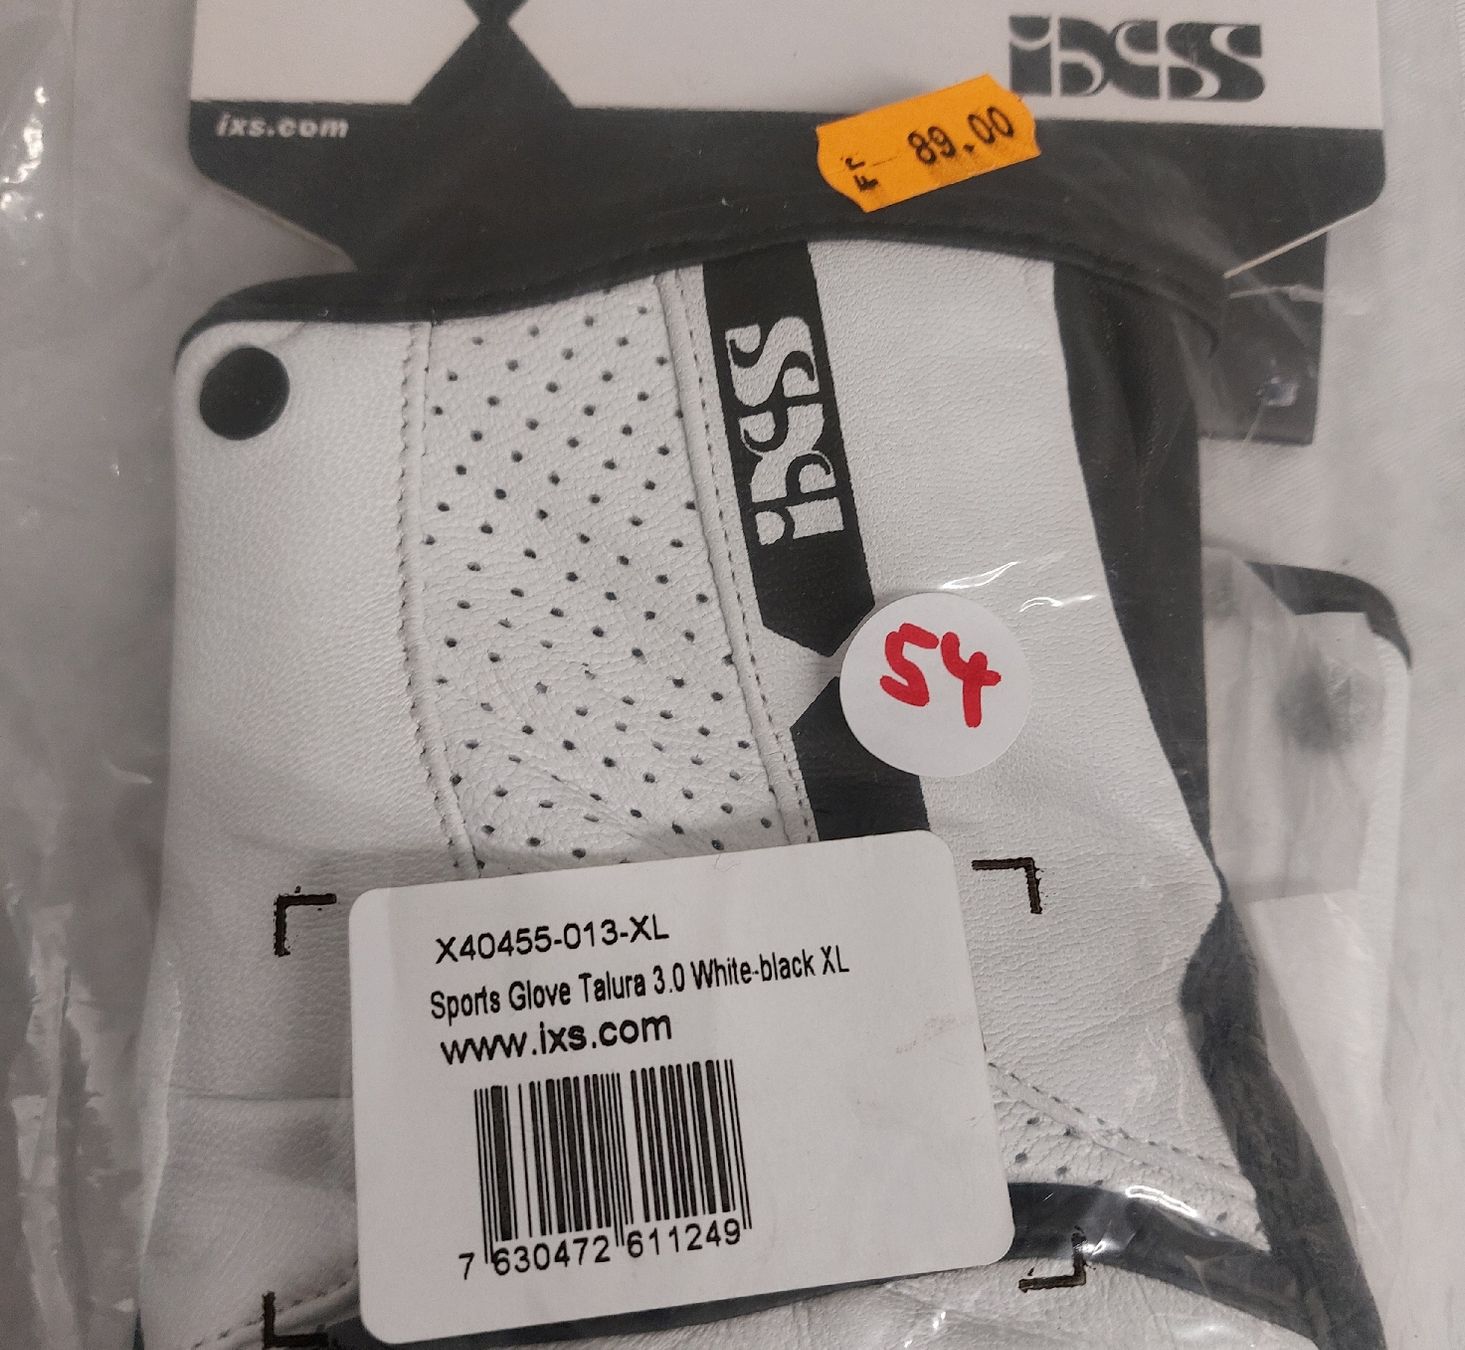 ixs
ixs.com
Fr 89.00
ixs
54
X40455-013-XL
Sports Glove Talura 3.0 White-black XL
www.ixs.com
7 630472 611249